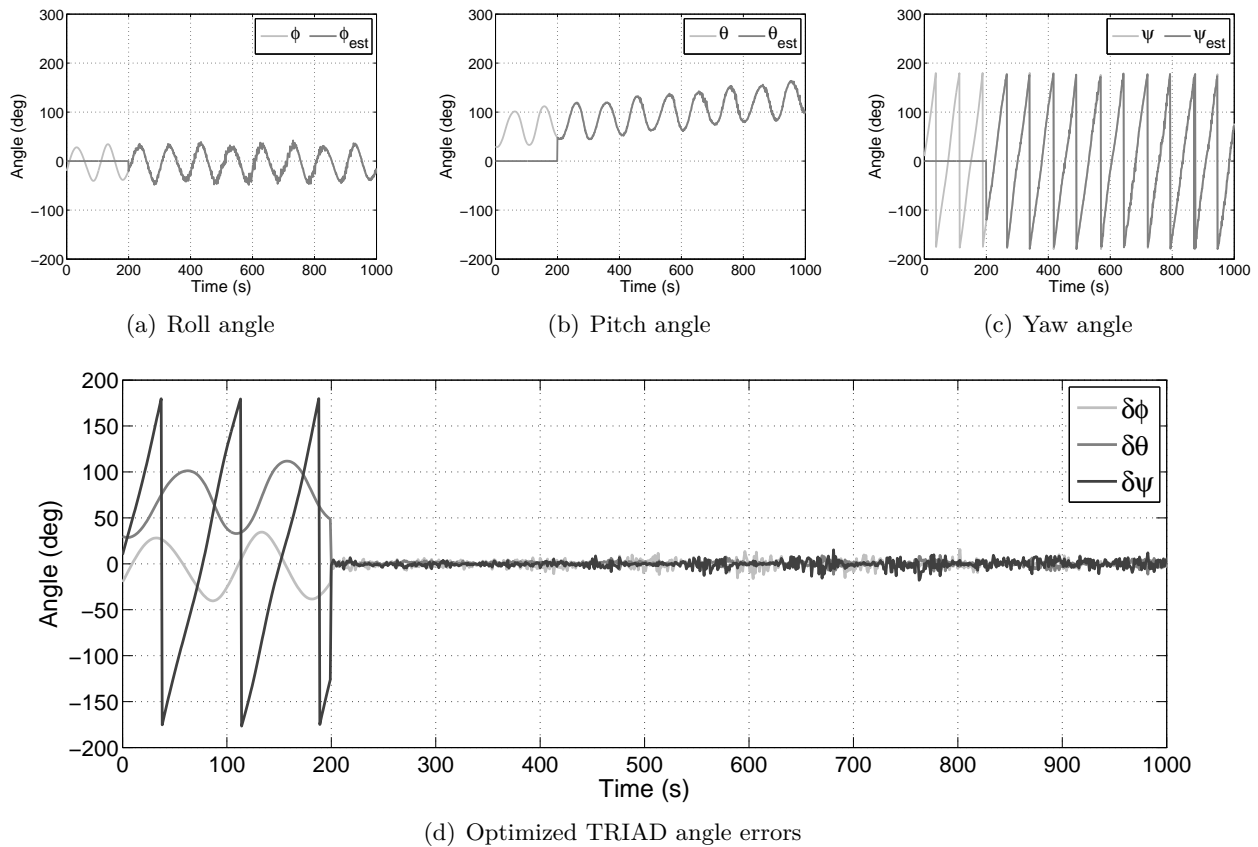 300
200
100
0
−100
−200
Angle (deg)
0 200 400 600 800 1000
Time (s)
ϕ ϕest
(a) Roll angle
300
200
100
0
−100
−200
Angle (deg)
0 200 400 600 800 1000
Time (s)
θ θest
(b) Pitch angle
300
200
100
0
−100
−200
Angle (deg)
0 200 400 600 800 1000
Time (s)
ψ ψest
(c) Yaw angle
200
150
100
50
0
−50
−100
−150
−200
Angle (deg)
0 100 200 300 400 500 600 700 800 900 1000
Time (s)
δϕ
δθ
δψ
(d) Optimized TRIAD angle errors